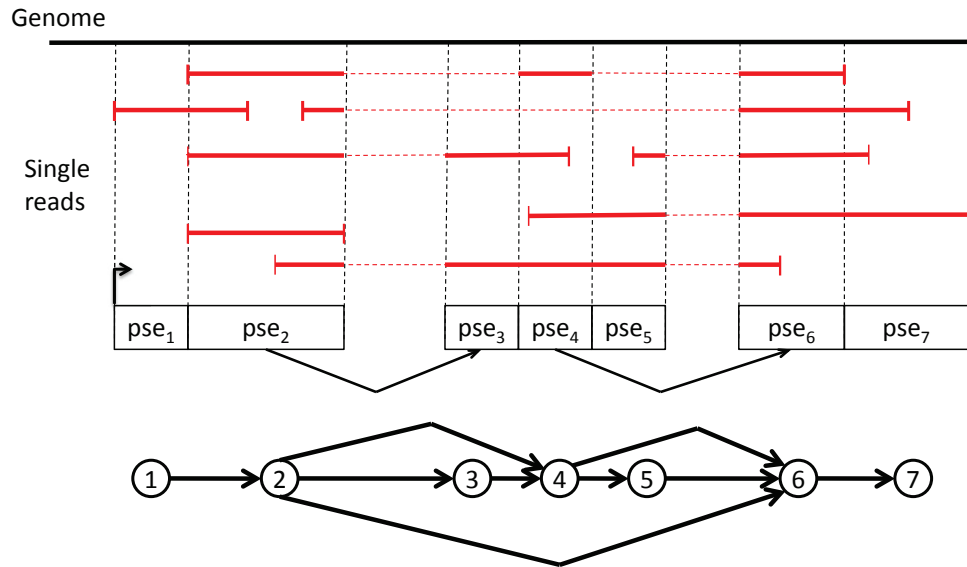 Genome
Single
reads
pse₁ pse₂ pse₃ pse₄ pse₅ pse₆ pse₇
1 2 3 4 5 6 7